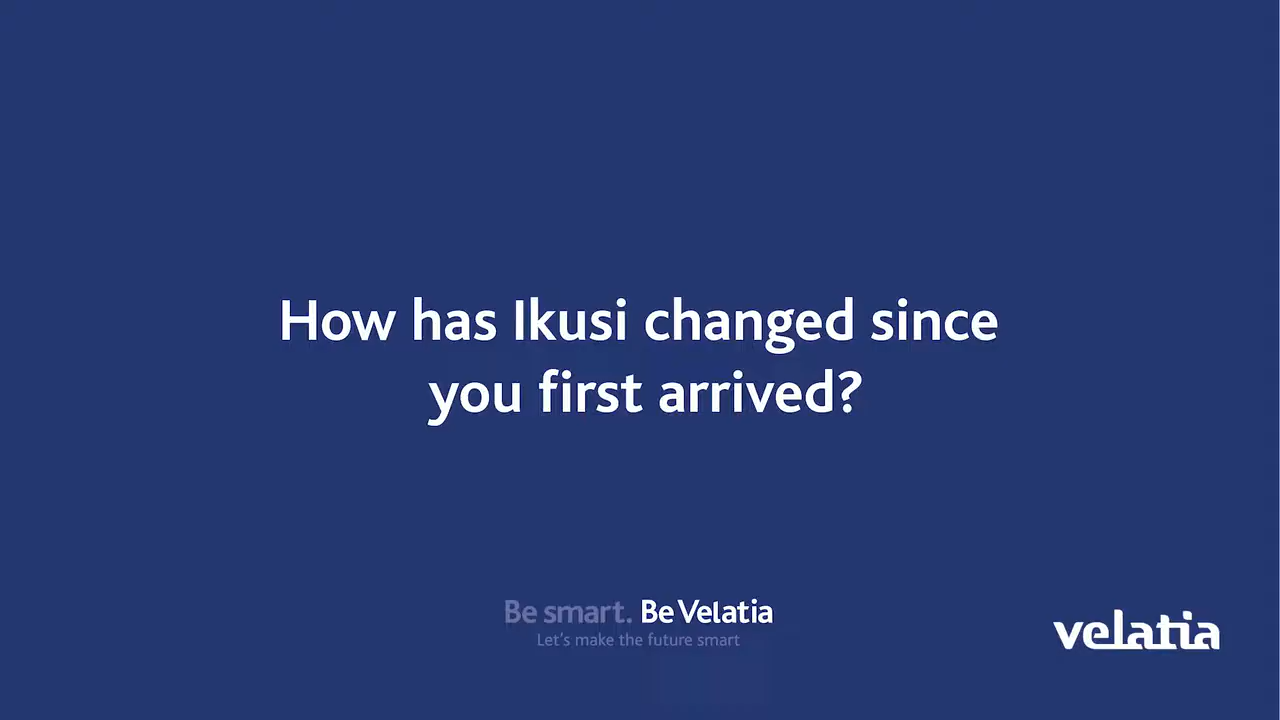 How has Ikusi changed since
you first arrived?
Be smart. Be Velatia
Let's make the future smart
velatia